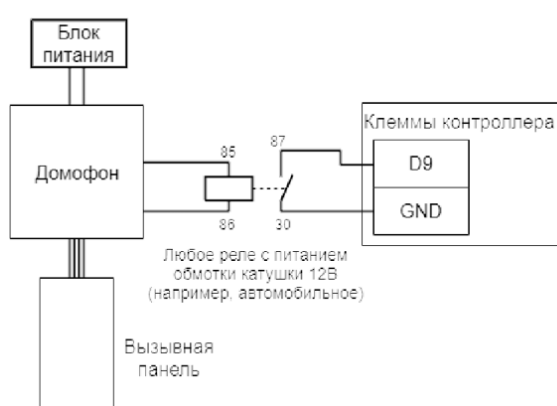 Блок
питания
Домофон
85
86
87
30
Клеммы контроллера
D9
GND
Любое реле с питанием
обмотки катушки 12В
(например, автомобильное)
Вызывная
панель